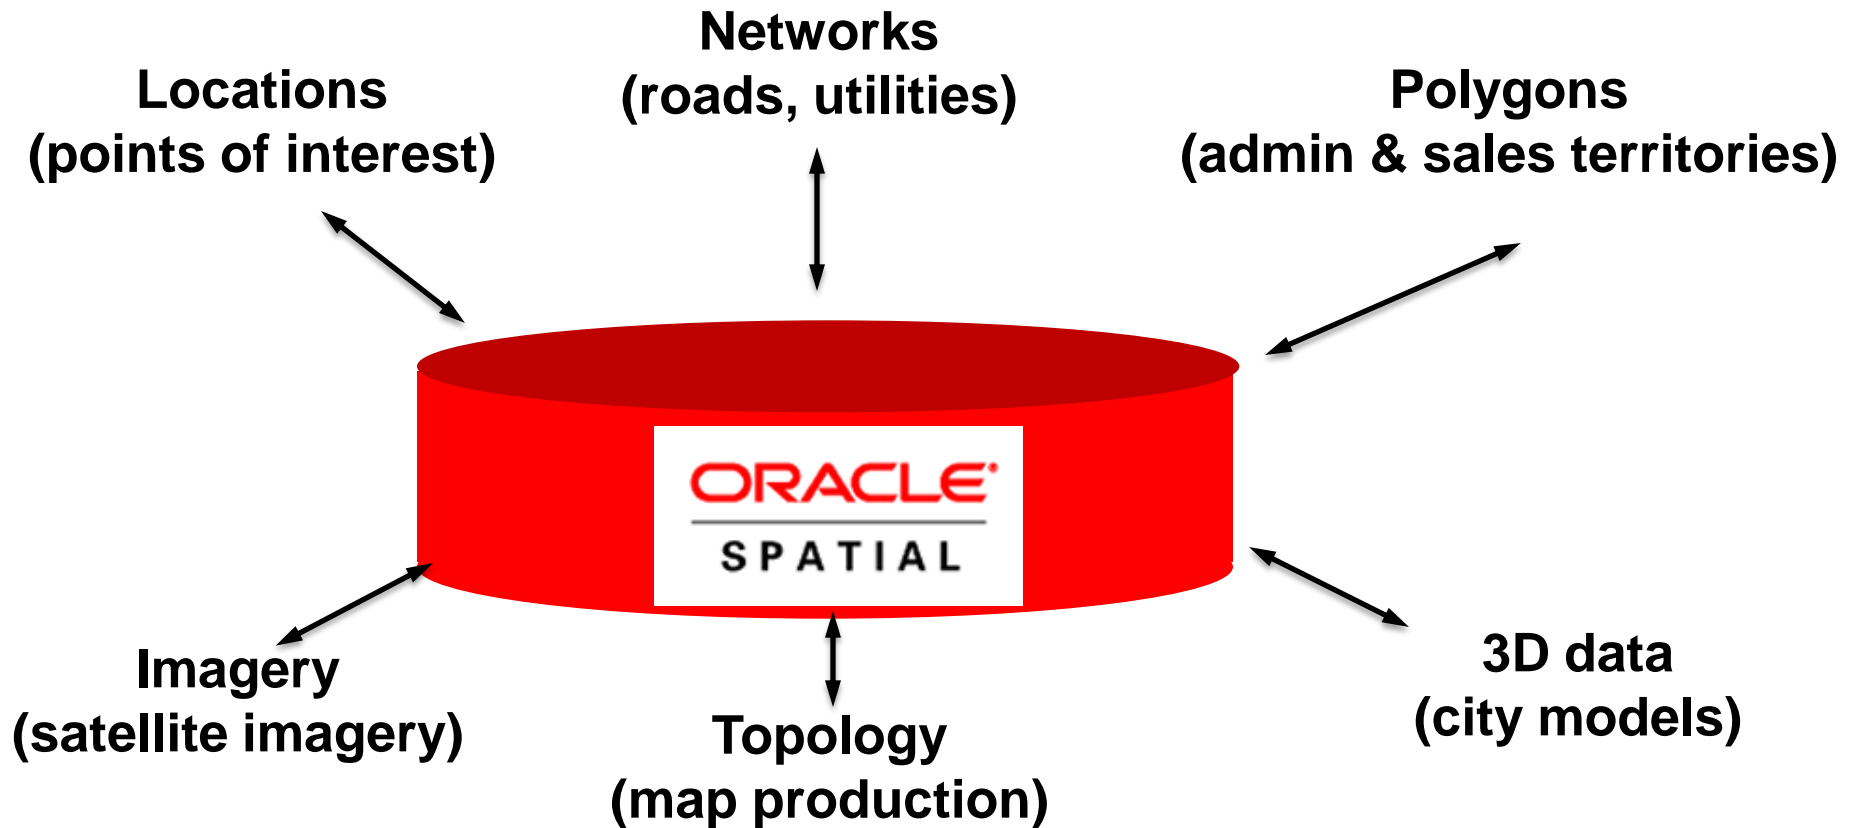 Networks
(roads, utilities)
Locations
(points of interest)
Polygons
(admin & sales territories)
ORACLE®
SPATIAL
Imagery
(satellite imagery)
Topology
(map production)
3D data
(city models)